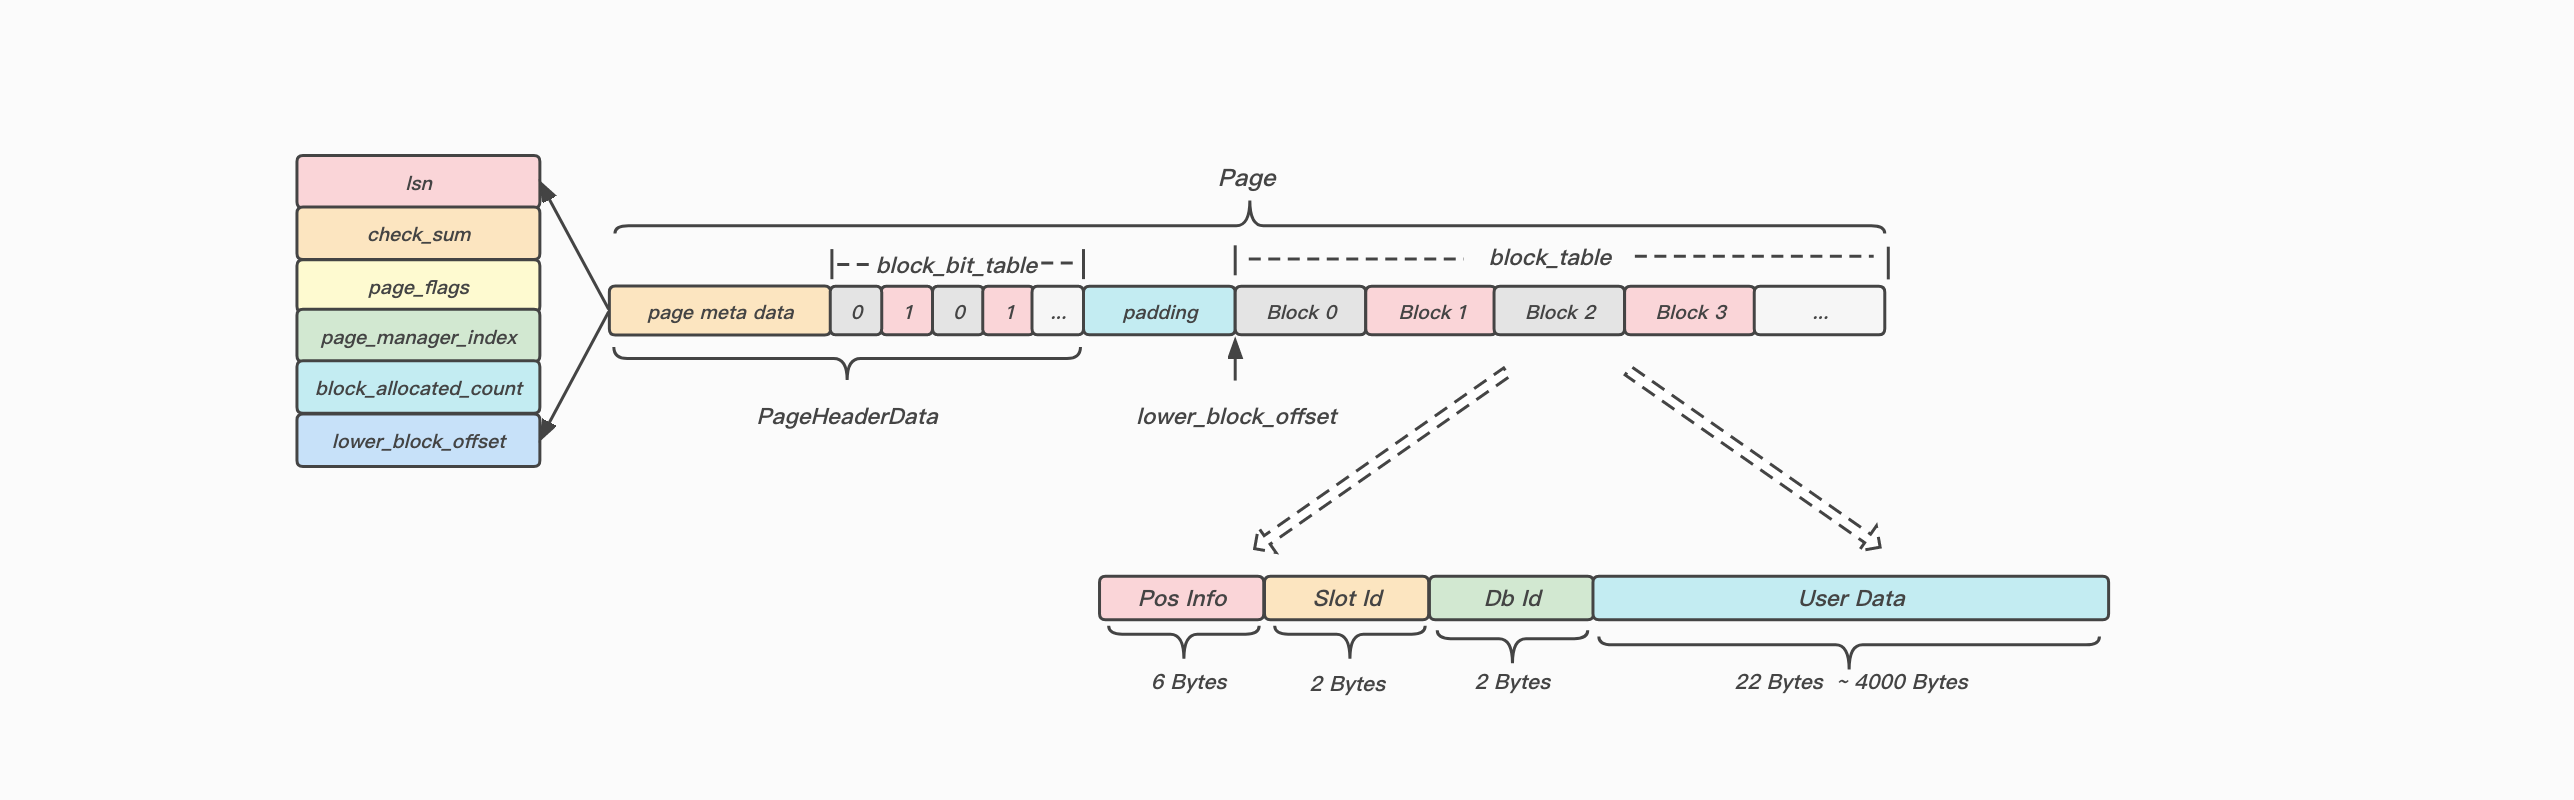 lsn
check_sum
page_flags
page_manager_index
block_allocated_count
lower_block_offset
Page
block_bit_table
block_table
page meta data
0
1
0
1
...
padding
Block 0
Block 1
Block 2
Block 3
...
PageHeaderData
lower_block_offset
Pos Info
Slot Id
Db Id
User Data
6 Bytes
2 Bytes
2 Bytes
22 Bytes ~ 4000 Bytes